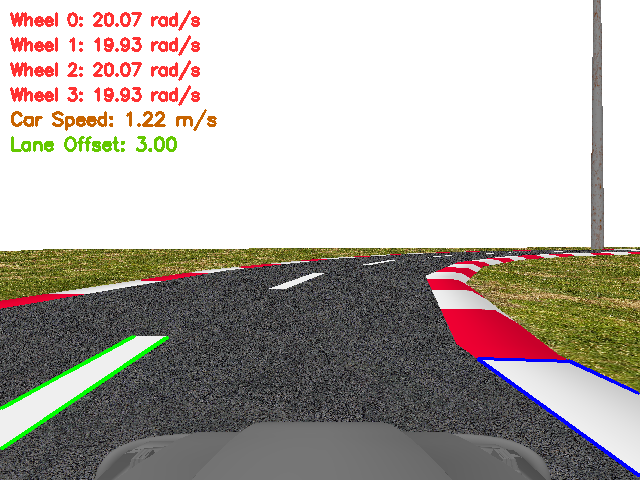 Wheel 0: 20.07 rad/s
Wheel 1: 19.93 rad/s
Wheel 2: 20.07 rad/s
Wheel 3: 19.93 rad/s
Car Speed: 1.22 m/s
Lane Offset: 3.00